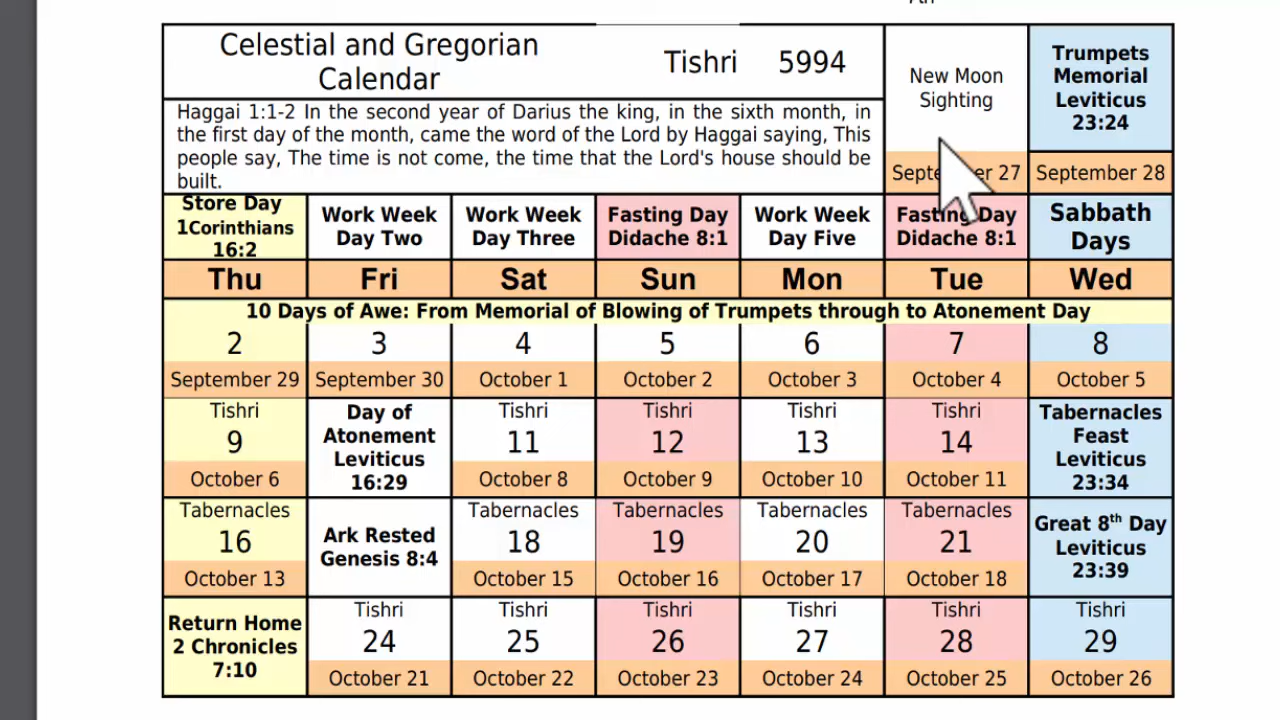 Celestial and Gregorian
Calendar
Tishri 5994
New Moon
Sighting
Trumpets
Memorial
Leviticus
23:24
Haggai 1:1-2 In the second year of Darius the king, in the sixth month, in
the first day of the month, came the word of the Lord by Haggai saying, This
people say, The time is not come, the time that the Lord's house should be
built.
27
September 28
Store Day
1Corinthians
16:2
Work Week
Day Two
Work Week
Day Three
Fasting Day
Didache 8:1
Work Week
Day Five
Fasting Day
Didache 8:1
Sabbath
Days
Thu Fri Sat Sun Mon Tue Wed
10 Days of Awe: From Memorial of Blowing of Trumpets through to Atonement Day
2 3 4 5 6 7 8
September 29 September 30 October 1 October 2 October 3 October 4 October 5
Tishri
9
October 6
Day of
Atonement
Leviticus
16:29
Tishri
11
October 8
Tishri
12
October 9
Tishri
13
October 10
Tishri
14
October 11
Tabernacles
Feast
Leviticus
23:34
Tabernacles
16
October 13
Ark Rested
Genesis 8:4
Tabernacles
18
October 15
Tabernacles
19
October 16
Tabernacles
20
October 17
Tabernacles
21
October 18
Great 8th Day
Leviticus
23:39
Return Home
2 Chronicles
7:10
Tishri
24
October 21
Tishri
25
October 22
Tishri
26
October 23
Tishri
27
October 24
Tishri
28
October 25
Tishri
29
October 26